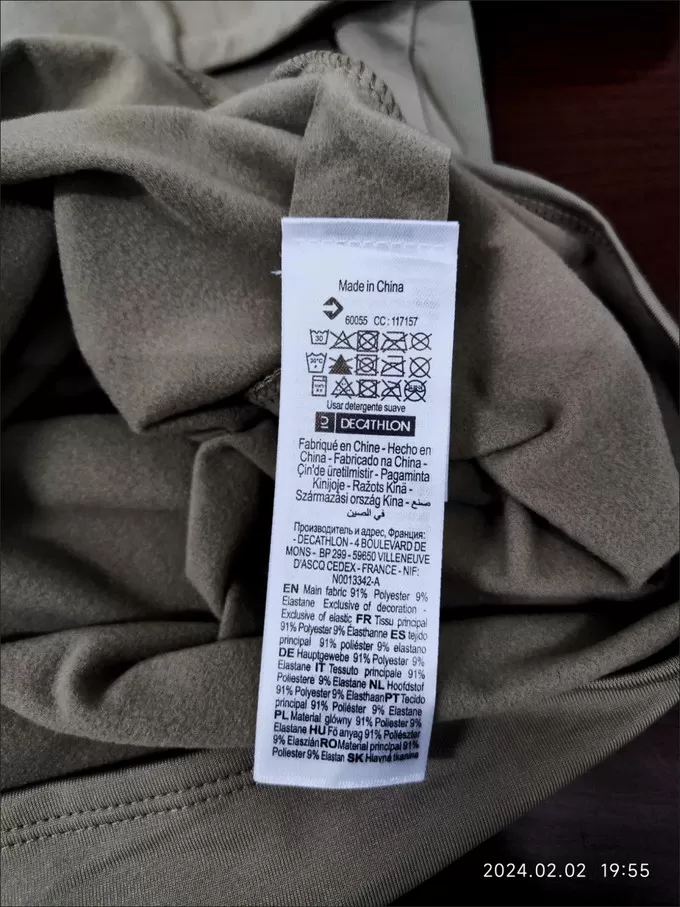 Made in China
60055 CC : 117157
30
30°C
Usar detergente suave
DECATHLON
Fabriqué en Chine - Hecho en
China - Fabricado na China -
Çin'de üretilmistir - Pagaminta
Kinijoje - Ražots Ķīnā -
Származási ország Kína - صنع
في الصين
Производитель и адрес, Франция:
- DECATHLON - 4 BOULEVARD DE
MONS - BP 299 - 59650 VILLENEUVE
D'ASCQ CEDEX - FRANCE - NIF:
N0013342-A
EN Main fabric 91% Polyester 9%
Elastane Exclusive of decoration -
Exclusive of elastic FR Tissu principal
91% Polyester 9% Élasthanne ES tejido
principal 91% poliéster 9% elastano
DE Hauptgewebe 91% Polyester 9%
Elastane IT Tessuto principale 91%
Poliestere 9% Elastane NL Hoofdstof
91% Polyester 9% Elasthaan PT Tecido
principal 91% Poliéster 9% Elastane
PL Materiał główny 91% Poliester 9%
Elastane HU Fő anyag 91% Poliészter
9% Elaszián RO Material principal 91%
Poliester 9% Elastan SK Hlavná tkanina
2024.02.02 19:55